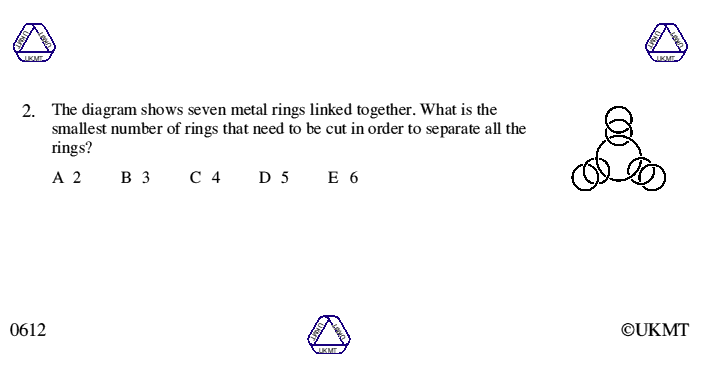 UKMT UKMT UKMT
UKMT UKMT UKMT
2. The diagram shows seven metal rings linked together. What is the
smallest number of rings that need to be cut in order to separate all the
rings?
A 2 B 3 C 4 D 5 E 6
0612
UKMT UKMT UKMT
©UKMT